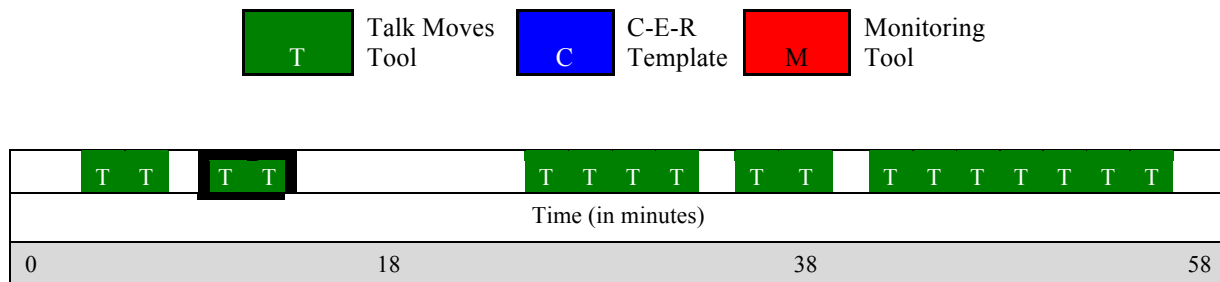 T Talk Moves Tool C C-E-R Template M Monitoring Tool
T T T T T T T T T T T T T T T T T
Time (in minutes)
0 18 38 58